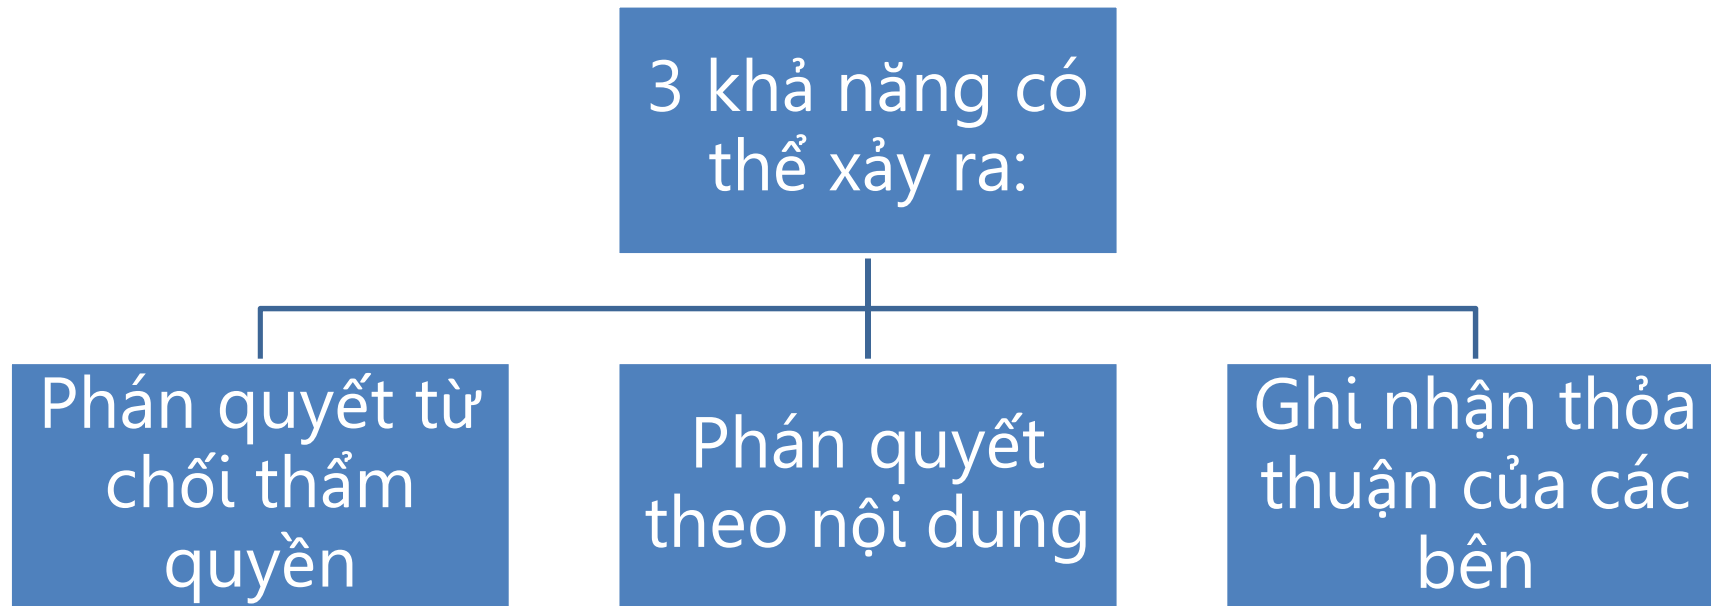 3 khả năng có
thể xảy ra:
Phán quyết từ
chối thẩm
quyền
Phán quyết
theo nội dung
Ghi nhận thỏa
thuận của các
bên